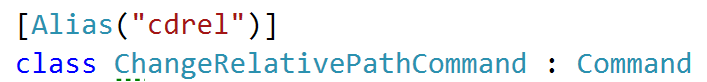 [Alias("cdrel")]
class ChangeRelativePathCommand : Command